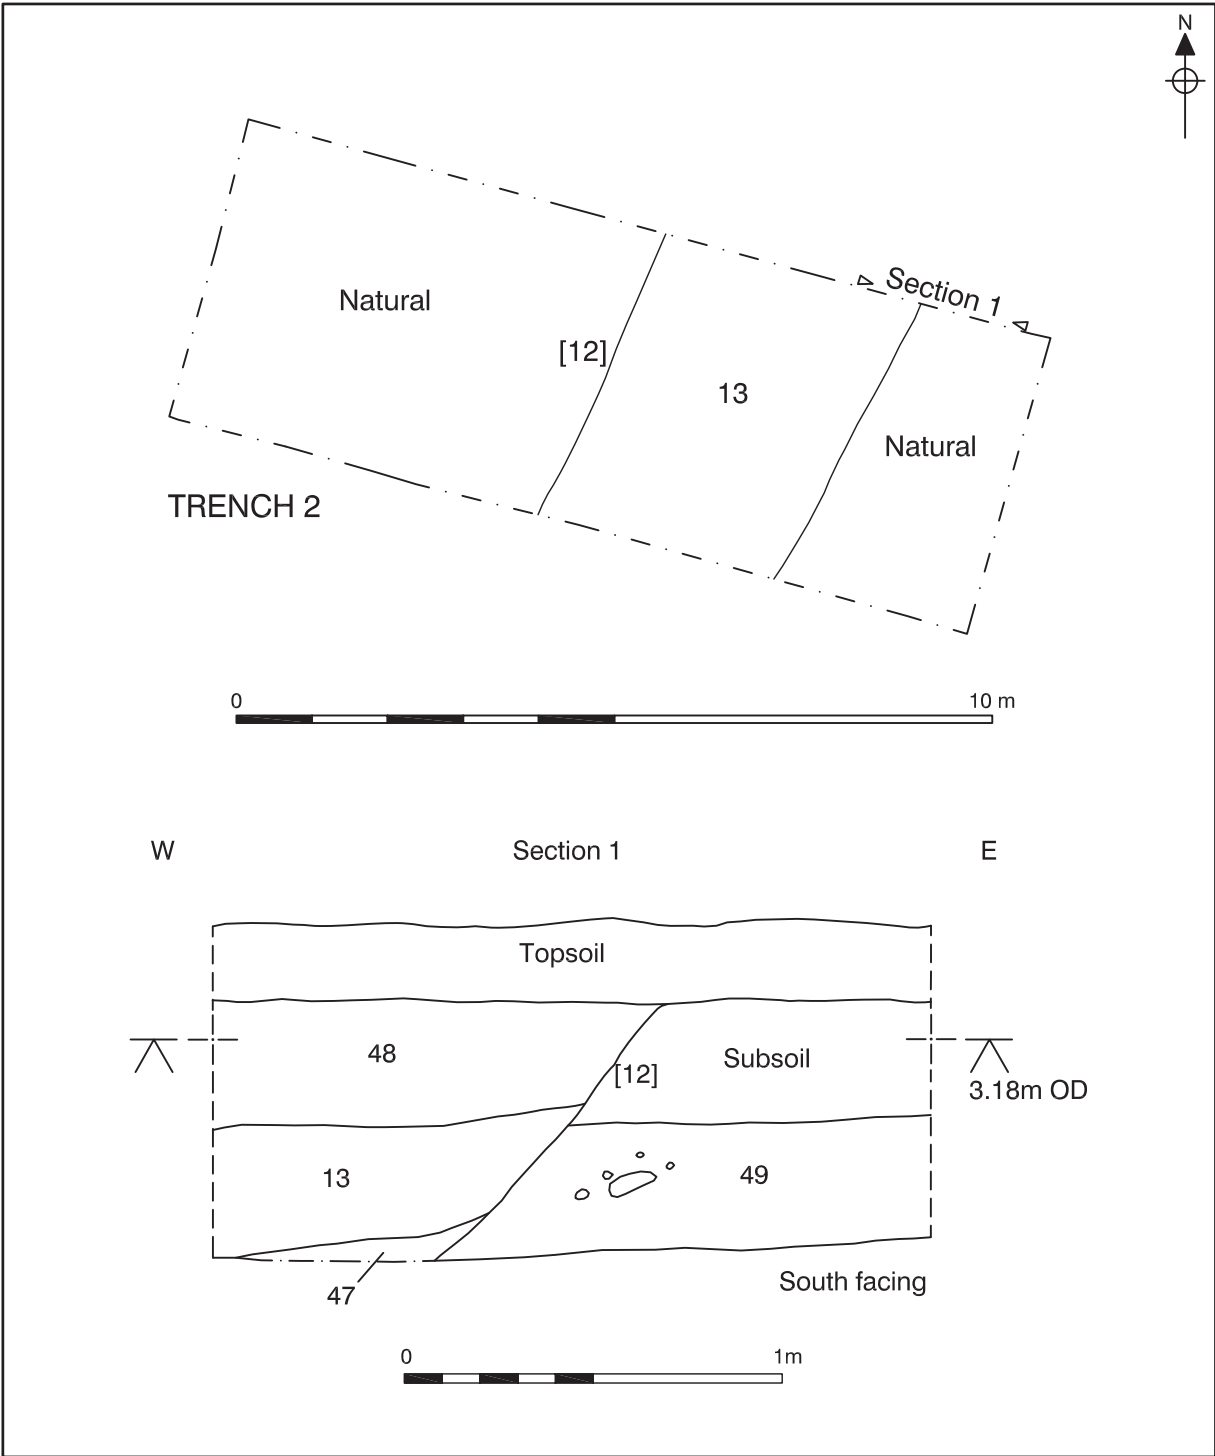 N
Section 1
Natural
[12]
13
Natural
TRENCH 2
0 10 m
W Section 1 E
Topsoil
48
[12]
Subsoil
3.18m OD
13
49
47
South facing
0 1m